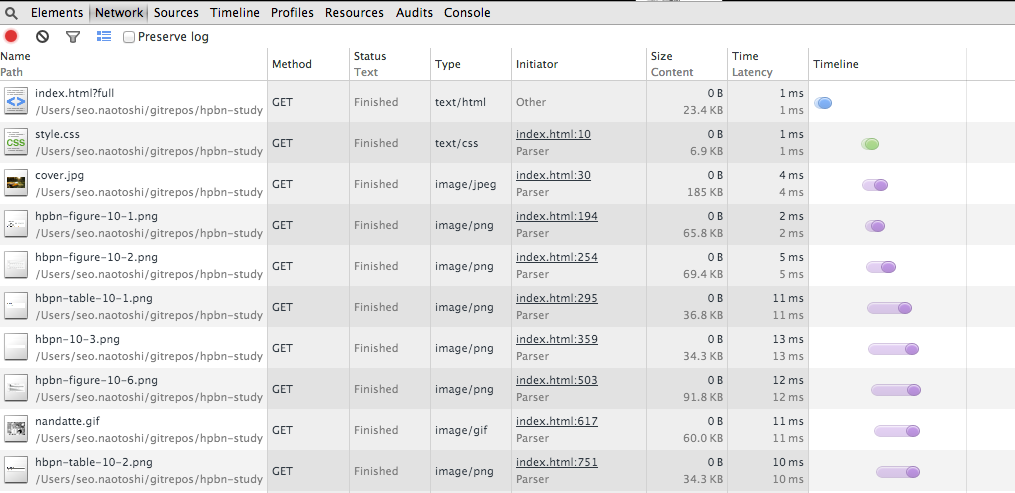 Elements Network Sources Timeline Profiles Resources Audits Console
Preserve log
Name Method Status Type Initiator Size Time Timeline
Path Text Content Latency
index.html?full GET Finished text/html Other 0 B 1 ms
/Users/seo.naotoshi/gitrepos/hpbn-study 23.4 KB 1 ms
style.css GET Finished text/css index.html:10 0 B 1 ms
/Users/seo.naotoshi/gitrepos/hpbn-study Parser 6.9 KB 1 ms
cover.jpg GET Finished image/jpeg index.html:30 0 B 4 ms
/Users/seo.naotoshi/gitrepos/hpbn-study Parser 185 KB 4 ms
hpbn-figure-10-1.png GET Finished image/png index.html:194 0 B 2 ms
/Users/seo.naotoshi/gitrepos/hpbn-study Parser 65.8 KB 2 ms
hpbn-figure-10-2.png GET Finished image/png index.html:254 0 B 5 ms
/Users/seo.naotoshi/gitrepos/hpbn-study Parser 69.4 KB 5 ms
hbpn-table-10-1.png GET Finished image/png index.html:295 0 B 11 ms
/Users/seo.naotoshi/gitrepos/hpbn-study Parser 36.8 KB 11 ms
hbpn-10-3.png GET Finished image/png index.html:359 0 B 13 ms
/Users/seo.naotoshi/gitrepos/hpbn-study Parser 34.3 KB 13 ms
hpbn-figure-10-6.png GET Finished image/png index.html:503 0 B 12 ms
/Users/seo.naotoshi/gitrepos/hpbn-study Parser 91.8 KB 12 ms
nandatte.gif GET Finished image/gif index.html:617 0 B 11 ms
/Users/seo.naotoshi/gitrepos/hpbn-study Parser 60.0 KB 11 ms
hbpn-table-10-2.png GET Finished image/png index.html:751 0 B 10 ms
/Users/seo.naotoshi/gitrepos/hpbn-study Parser 34.3 KB 10 ms